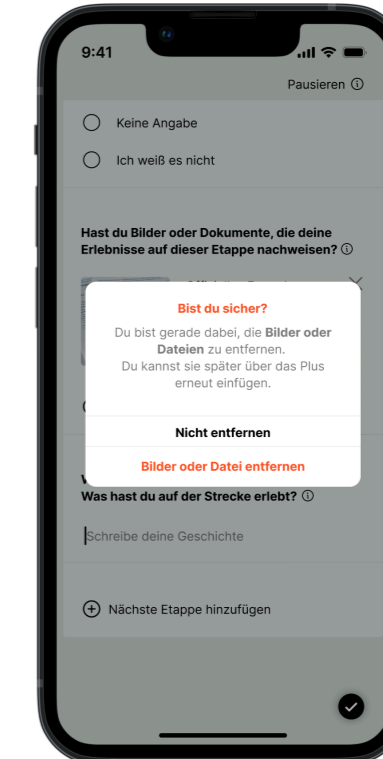 9:41
Pausieren
Keine Angabe
Ich weiß es nicht
Hast du Bilder oder Dokumente, die deine
Erlebnisse auf dieser Etappe nachweisen?
Bist du sicher?
Du bist gerade dabei, die Bilder oder
Dateien zu entfernen.
Du kannst sie später über das Plus
erneut einfügen.
Nicht entfernen
Bilder oder Datei entfernen
Was hast du auf der Strecke erlebt?
Schreibe deine Geschichte
Nächste Etappe hinzufügen